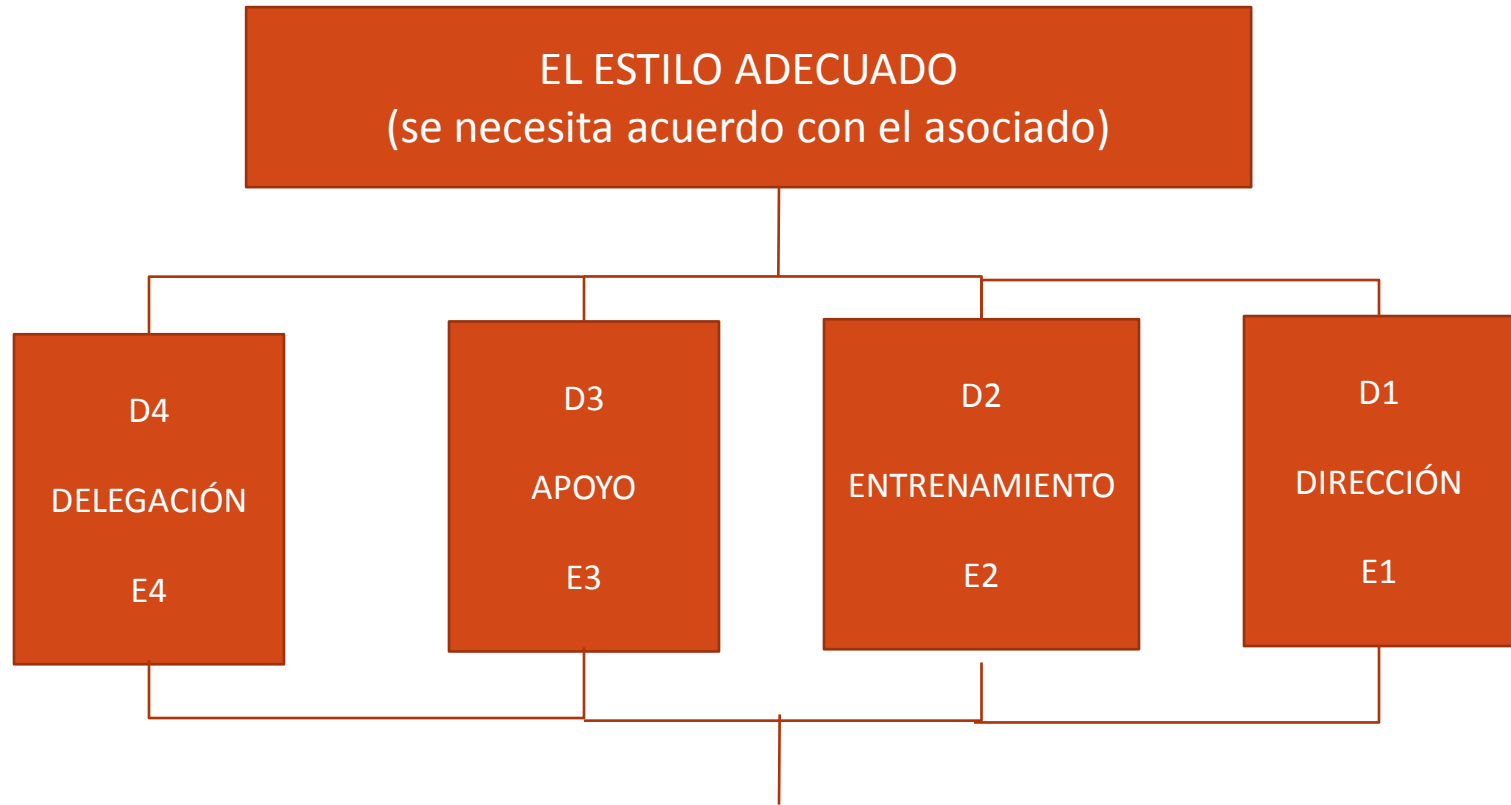 EL ESTILO ADECUADO
(se necesita acuerdo con el asociado)
D4
DELEGACIÓN
E4
D3
APOYO
E3
D2
ENTRENAMIENTO
E2
D1
DIRECCIÓN
E1